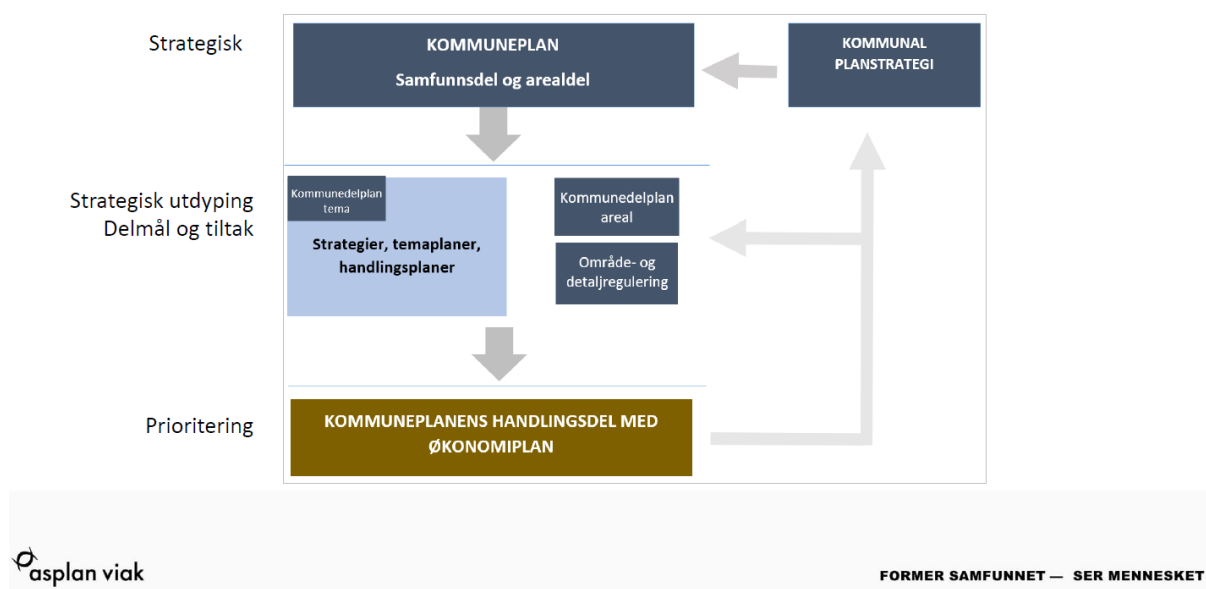 Strategisk
KOMMUNEPLAN
Samfunnsdel og arealdel
KOMMUNAL
PLANSTRATEGI
Strategisk utdyping
Delmål og tiltak
Kommunedelplan
tema
Strategier, temaplaner,
handlingsplaner
Kommunedelplan
areal
Område- og
detaljregulering
Prioritering
KOMMUNEPLANENS HANDLINGSDEL MED
ØKONOMIPLAN
asplan viak
FORMER SAMFUNNET — SER MENNESKET